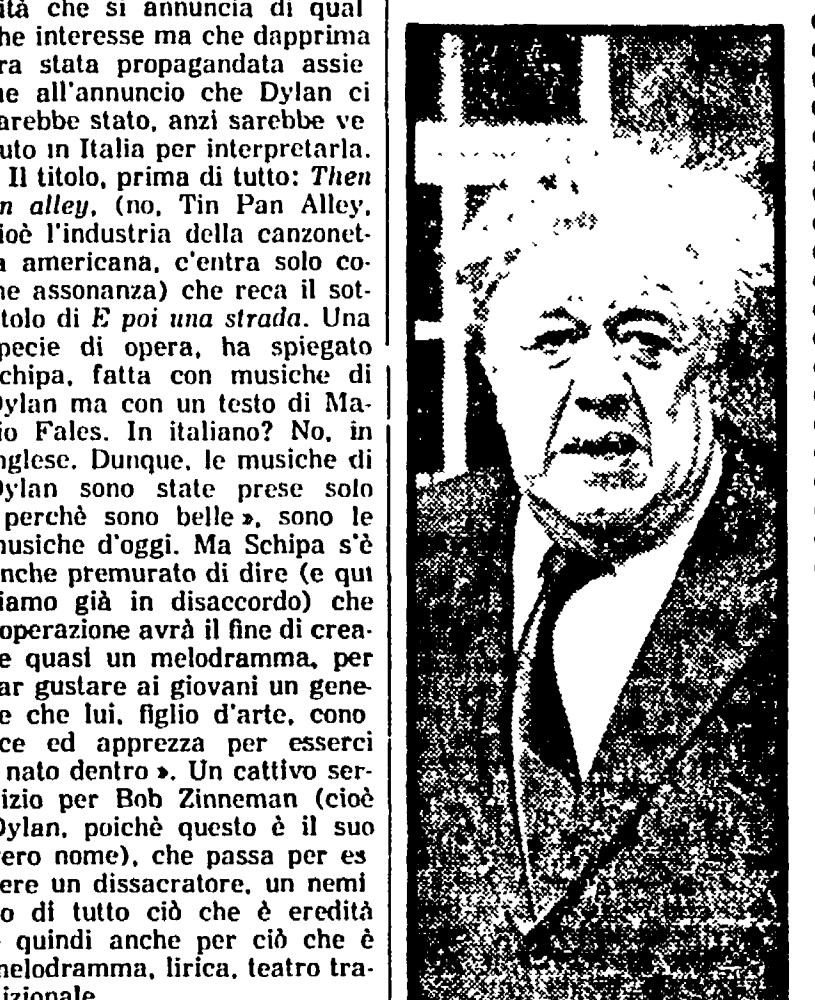 ità che si annuncia di qual
he interesse ma che dapprima
ra stata propagandata assie
ne all'annuncio che Dylan ci
arebbe stato, anzi sarebbe ve
uto in Italia per interpretarla.
Il titolo, prima di tutto: Then
n alley, (no, Tin Pan Alley,
ioè l'industria della canzonet-
a americana, c'entra solo co-
ne assonanza) che reca il sot-
titolo di E poi una strada. Una
pecie di opera, ha spiegato
chipa, fatta con musiche di
Dylan ma con un testo di Ma-
io Fales. In italiano? No, in
nglese. Dunque, le musiche di
Dylan sono state prese solo
perchè sono belle », sono le
musiche d'oggi. Ma Schipa s'è
nche premurato di dire (e qui
iamo già in disaccordo) che
operazione avrà il fine di crea-
e quasi un melodramma, per
ar gustare ai giovani un gene-
e che lui, figlio d'arte, cono
ce ed apprezza per esserci
nato dentro ». Un cattivo ser-
izio per Bob Zinneman (cioè
Dylan, poichè questo è il suo
ero nome), che passa per es
ere un dissacratore, un nemi
o di tutto ciò che è eredità
quindi anche per ciò che è
melodramma, lirica, teatro tra-
izionale